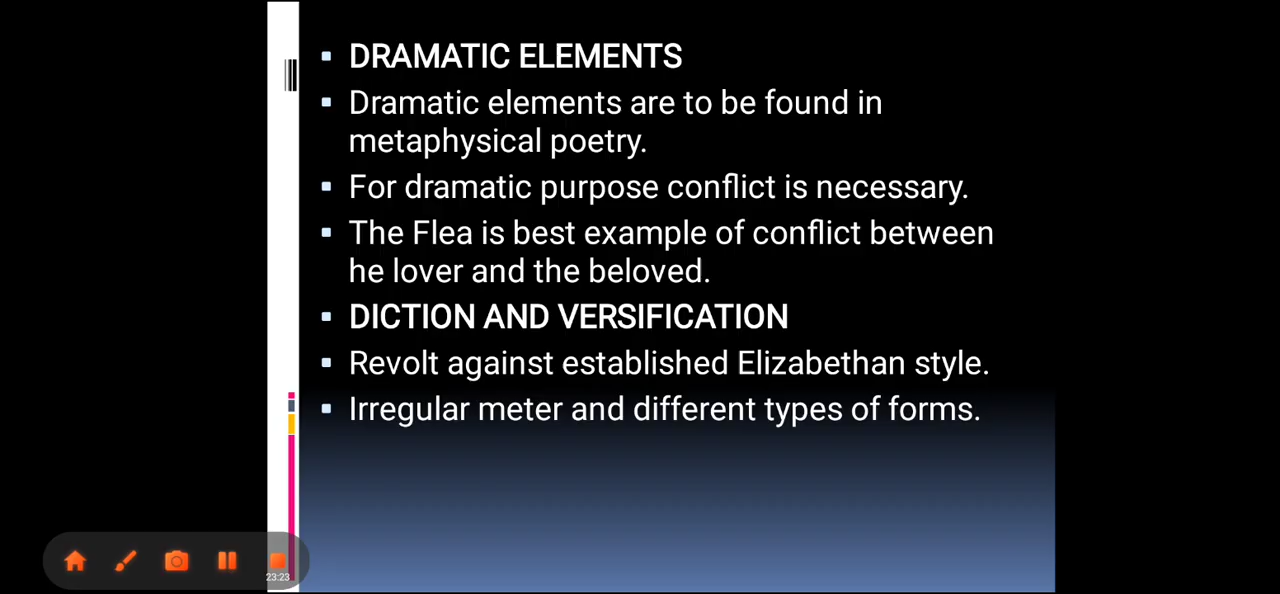 DRAMATIC ELEMENTS
Dramatic elements are to be found in
metaphysical poetry.
For dramatic purpose conflict is necessary.
The Flea is best example of conflict between
he lover and the beloved.
DICTION AND VERSIFICATION
Revolt against established Elizabethan style.
Irregular meter and different types of forms.
23:23